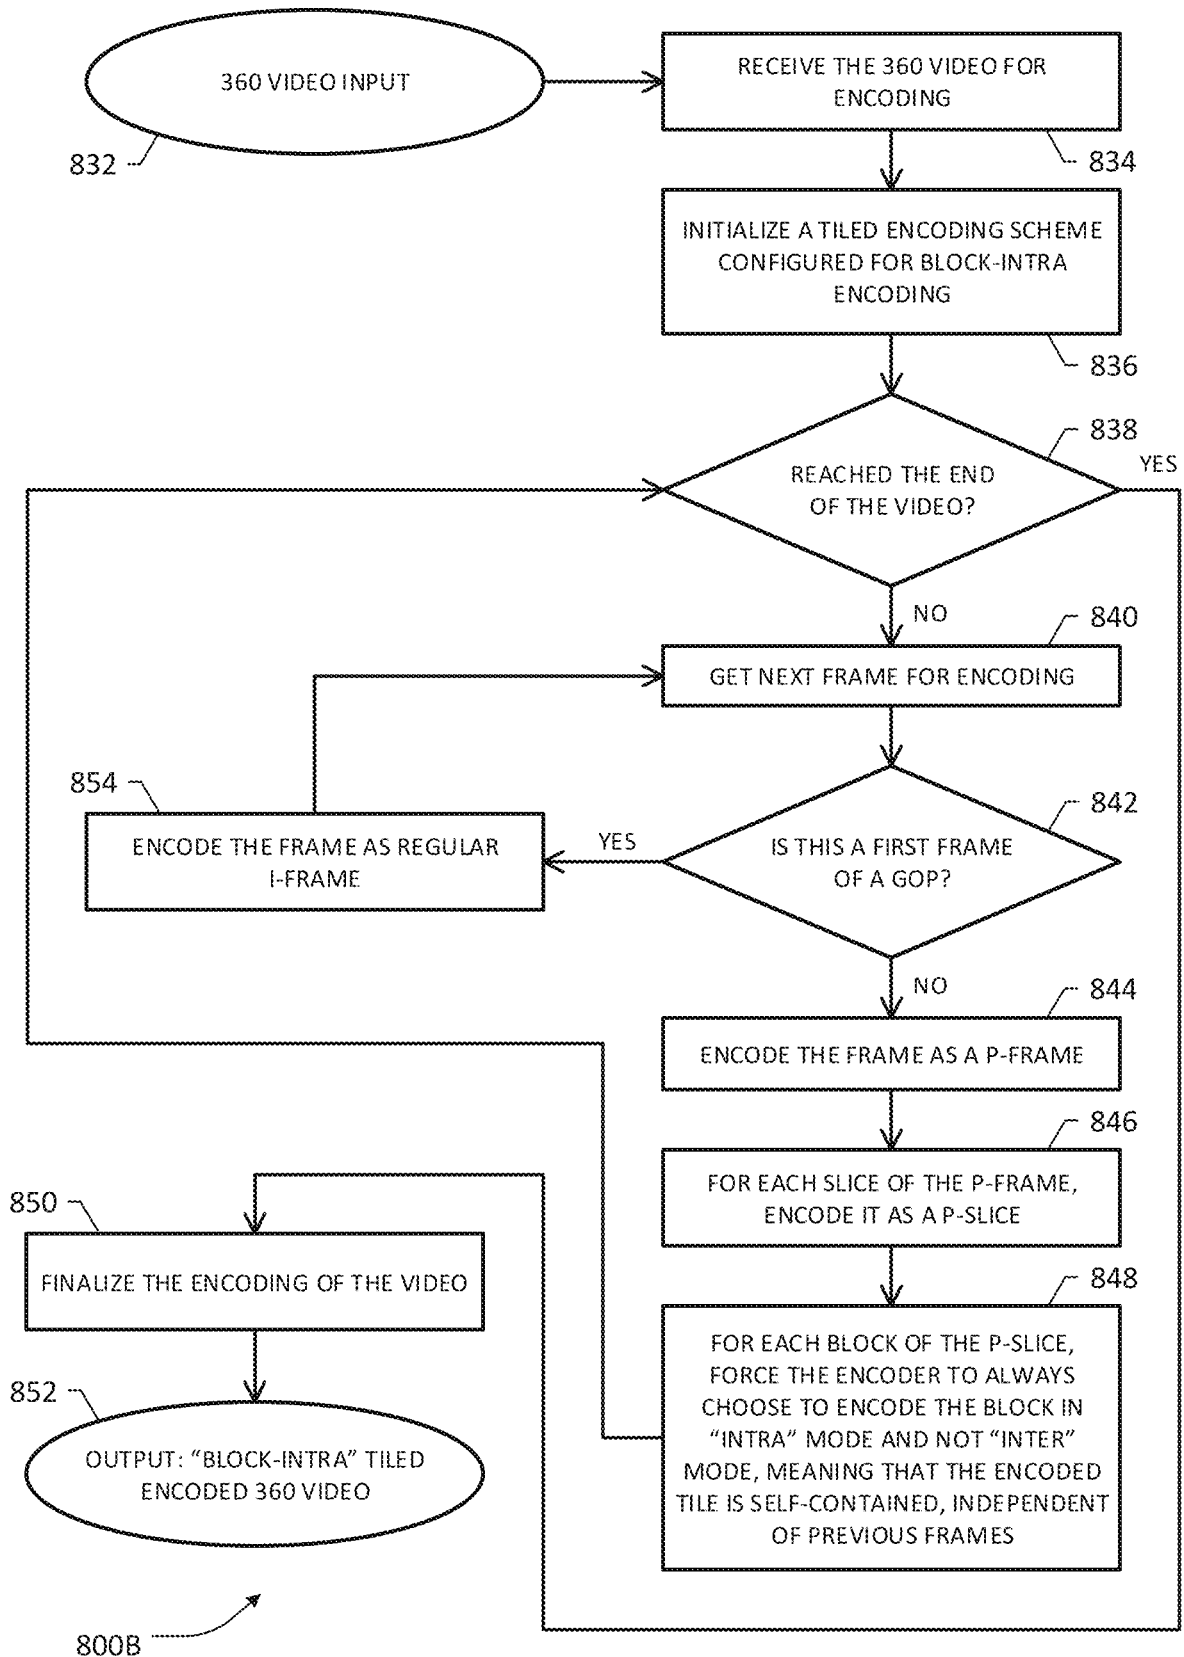 360 VIDEO INPUT
832
RECEIVE THE 360 VIDEO FOR
ENCODING
834
INITIALIZE A TILED ENCODING SCHEME
CONFIGURED FOR BLOCK-INTRA
ENCODING
836
838
REACHED THE END
OF THE VIDEO?
YES
NO
840
GET NEXT FRAME FOR ENCODING
842
IS THIS A FIRST FRAME
OF A GOP?
YES
854
ENCODE THE FRAME AS REGULAR
I-FRAME
NO
844
ENCODE THE FRAME AS A P-FRAME
846
FOR EACH SLICE OF THE P-FRAME,
ENCODE IT AS A P-SLICE
848
FOR EACH BLOCK OF THE P-SLICE,
FORCE THE ENCODER TO ALWAYS
CHOOSE TO ENCODE THE BLOCK IN
“INTRA” MODE AND NOT “INTER”
MODE, MEANING THAT THE ENCODED
TILE IS SELF-CONTAINED, INDEPENDENT
OF PREVIOUS FRAMES
850
FINALIZE THE ENCODING OF THE VIDEO
852
OUTPUT: “BLOCK-INTRA” TILED
ENCODED 360 VIDEO
800B